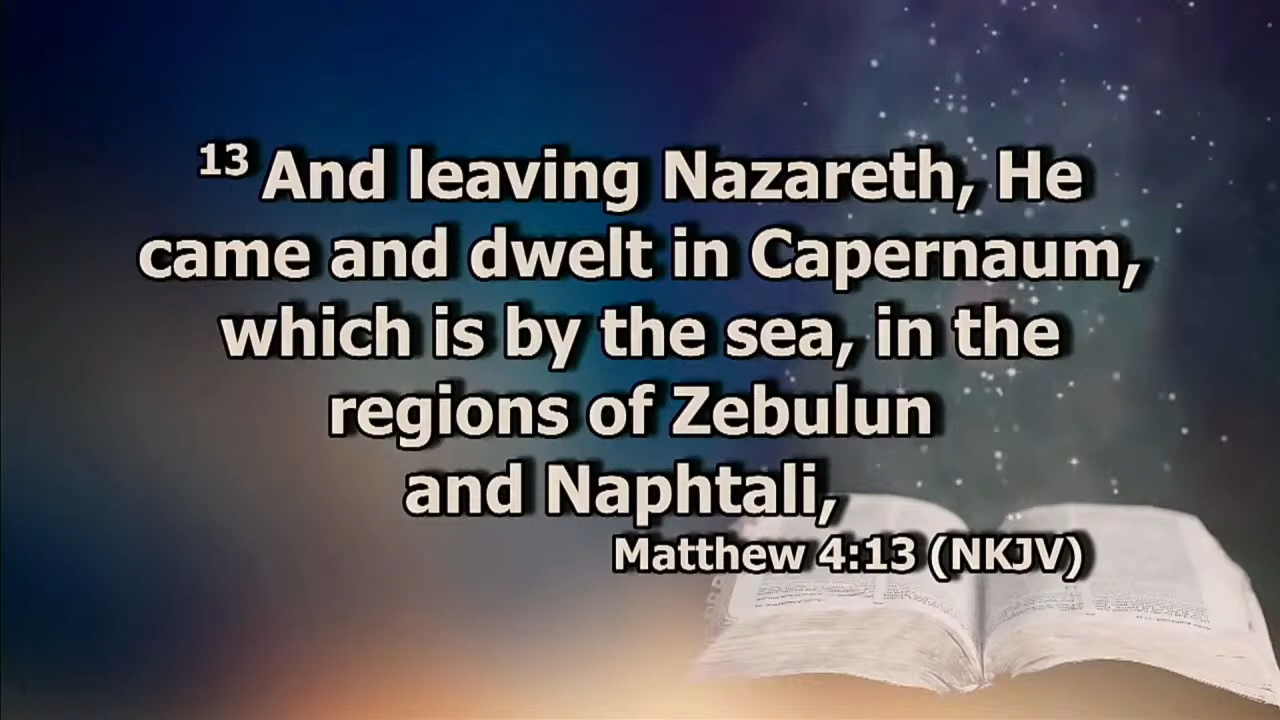 13 And leaving Nazareth, He
came and dwelt in Capernaum,
which is by the sea, in the
regions of Zebulun
and Naphtali,
Matthew 4:13 (NKJV)